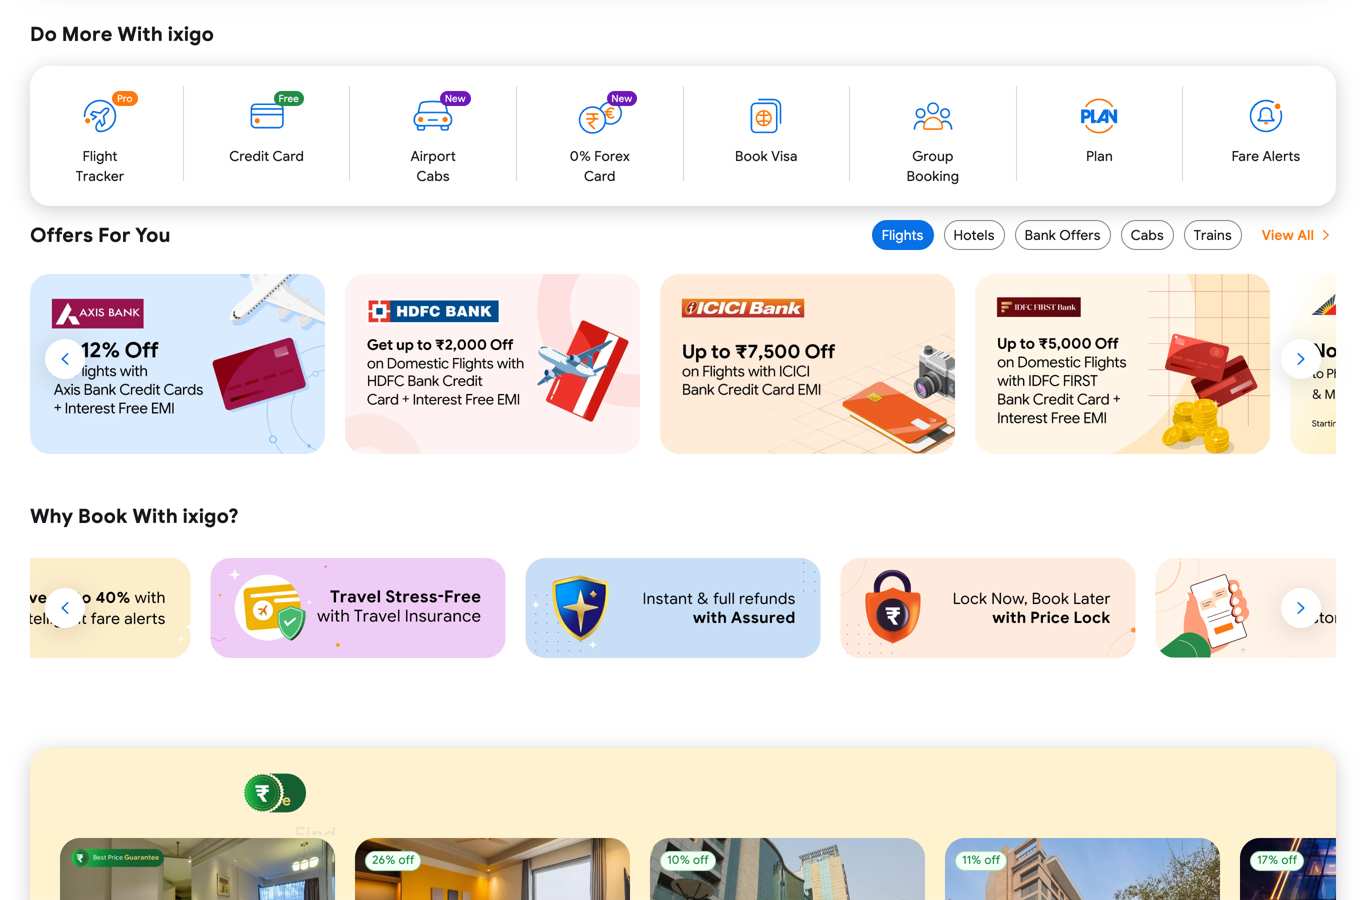 Do More With ixigo
Pro
Flight
Tracker
Free
Credit Card
New
Airport
Cabs
New
0% Forex
Card
Book Visa
Group
Booking
PLAN
Plan
Fare Alerts
Offers For You
Flights
Hotels
Bank Offers
Cabs
Trains
View All
AXIS BANK
12% Off
lights with
Axis Bank Credit Cards
+ Interest Free EMI
HDFC BANK
Get up to ₹2,000 Off
on Domestic Flights with
HDFC Bank Credit
Card + Interest Free EMI
ICICI Bank
Up to ₹7,500 Off
on Flights with ICICI
Bank Credit Card EMI
IDFC FIRST Bank
Up to ₹5,000 Off
on Domestic Flights
with IDFC FIRST
Bank Credit Card +
Interest Free EMI
No
to Ph
& M
Startin
Why Book With ixigo?
40% with
fare alerts
Travel Stress-Free
with Travel Insurance
Instant & full refunds
with Assured
Lock Now, Book Later
with Price Lock
Find
Best Price Guarantee
26% off
10% off
11% off
17% off